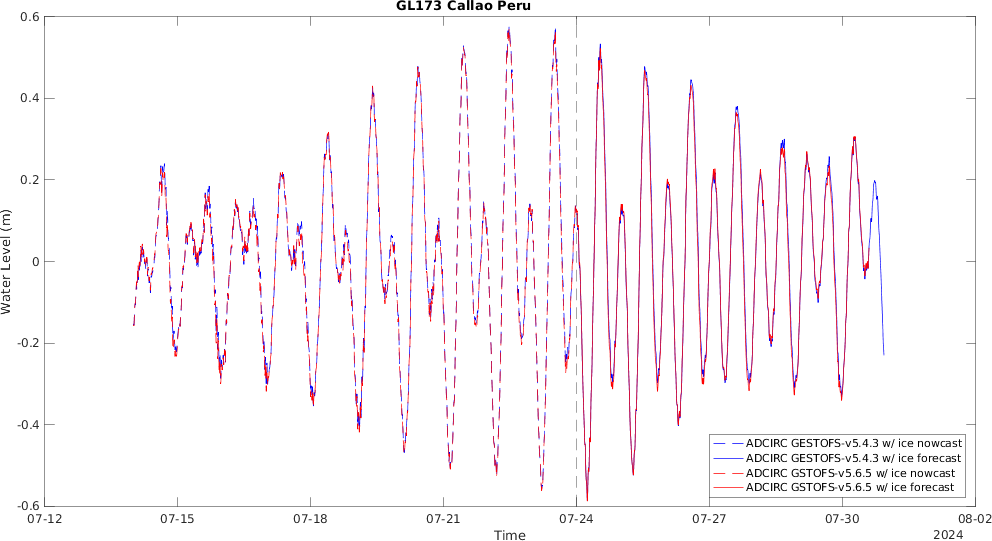 GL173 Callao Peru
0.6
0.4
0.2
0
-0.2
-0.4
-0.6
Water Level (m)
ADCIRC GESTOFS-v5.4.3 w/ ice nowcast
ADCIRC GESTOFS-v5.4.3 w/ ice forecast
ADCIRC GSTOFS-v5.6.5 w/ ice nowcast
ADCIRC GSTOFS-v5.6.5 w/ ice forecast
07-12 07-15 07-18 07-21 07-24 07-27 07-30 08-02
Time
2024